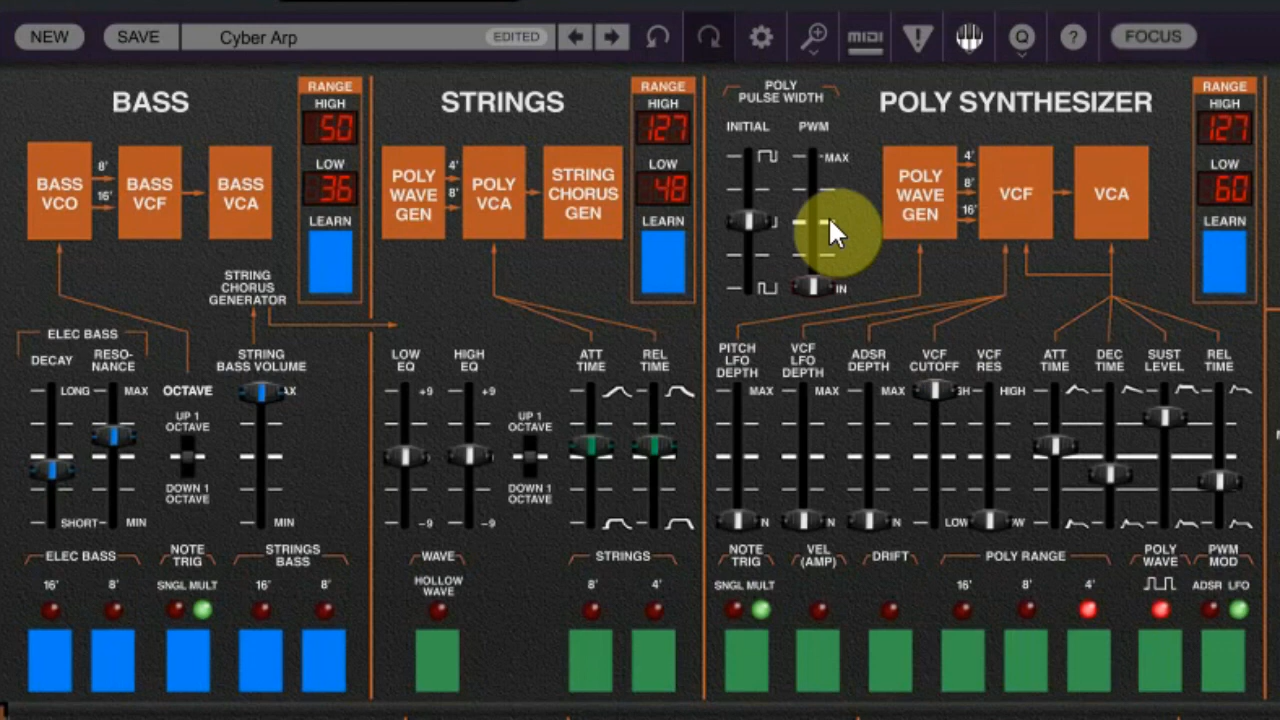 NEW SAVE Cyber Arp EDITED MIDI Q ? FOCUS
BASS
RANGE
HIGH
50
LOW
36
LEARN
BASS VCO
8'
16'
BASS VCF
BASS VCA
STRING CHORUS GENERATOR
ELEC BASS
DECAY
RESO-NANCE
LONG
SHORT
MAX
MIN
OCTAVE
UP 1 OCTAVE
DOWN 1 OCTAVE
STRING BASS VOLUME
MIN
ELEC BASS
16' 8'
NOTE TRIG
SNGL MULT
STRINGS BASS
16' 8'
STRINGS
RANGE
HIGH
127
LOW
48
LEARN
POLY WAVE GEN
4'
8'
POLY VCA
STRING CHORUS GEN
LOW EQ
+9
-9
HIGH EQ
+9
-9
UP 1 OCTAVE
DOWN 1 OCTAVE
ATT TIME
REL TIME
WAVE
HOLLOW WAVE
STRINGS
8' 4'
POLY PULSE WIDTH
INITIAL PWM
MAX
POLY SYNTHESIZER
RANGE
HIGH
127
LOW
60
LEARN
POLY WAVE GEN
4'
8'
16'
VCF
VCA
PITCH LFO DEPTH
MAX
VCF LFO DEPTH
MAX
ADSR DEPTH
MAX
VCF CUTOFF
LOW
VCF RES
HIGH
ATT TIME
DEC TIME
SUST LEVEL
REL TIME
NOTE TRIG
SNGL MULT
VEL (AMP)
DRIFT
POLY RANGE
16' 8' 4'
POLY WAVE
PWM MOD
ADSR LFO